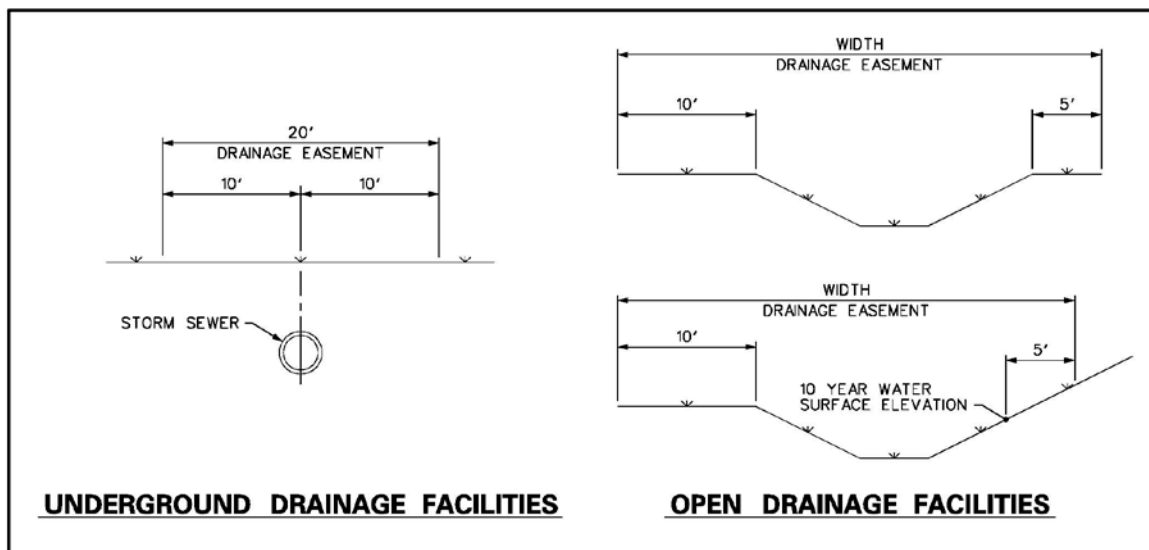 20'
DRAINAGE EASEMENT
10'
10'
STORM SEWER
UNDERGROUND DRAINAGE FACILITIES
WIDTH
DRAINAGE EASEMENT
10'
5'
WIDTH
DRAINAGE EASEMENT
10'
5'
10 YEAR WATER
SURFACE ELEVATION
OPEN DRAINAGE FACILITIES